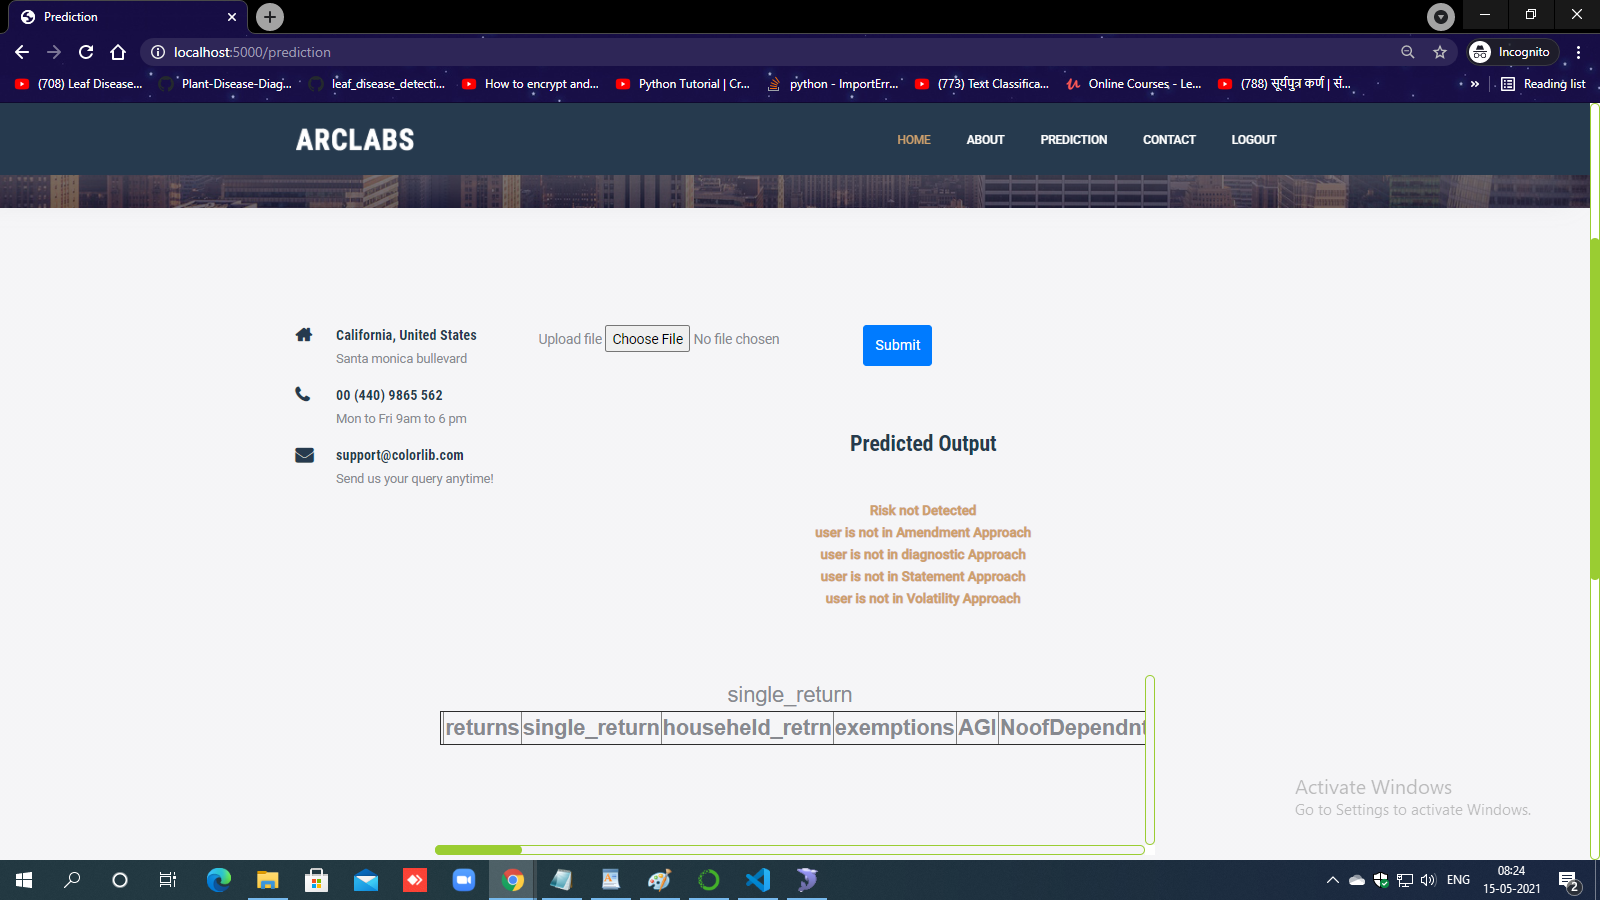 Prediction
localhost:5000/prediction
Incognito
(708) Leaf Disease...
Plant-Disease-Diag...
leaf_disease_detecti...
How to encrypt and...
Python Tutorial | Cr...
python - ImportErr...
(773) Text Classifica...
Online Courses - Le...
(788) सूर्यपुत्र कर्ण | सं...
Reading list
ARCLABS
HOME
ABOUT
PREDICTION
CONTACT
LOGOUT
California, United States
Santa monica bullevard
00 (440) 9865 562
Mon to Fri 9am to 6 pm
support@colorlib.com
Send us your query anytime!
Upload file Choose File No file chosen
Submit
Predicted Output
Risk not Detected
user is not in Amendment Approach
user is not in diagnostic Approach
user is not in Statement Approach
user is not in Volatility Approach
single_return
returns single_return househeld_retrn exemptions AGI NoofDependnt
Activate Windows
Go to Settings to activate Windows.
ENG
08:24
15-05-2021
2